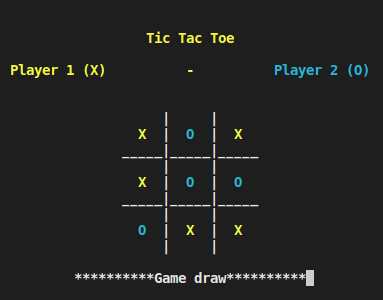 Tic Tac Toe
Player 1 (X) - Player 2 (O)
X | O | X
X | O | O
O | X | X
**********Game draw**********